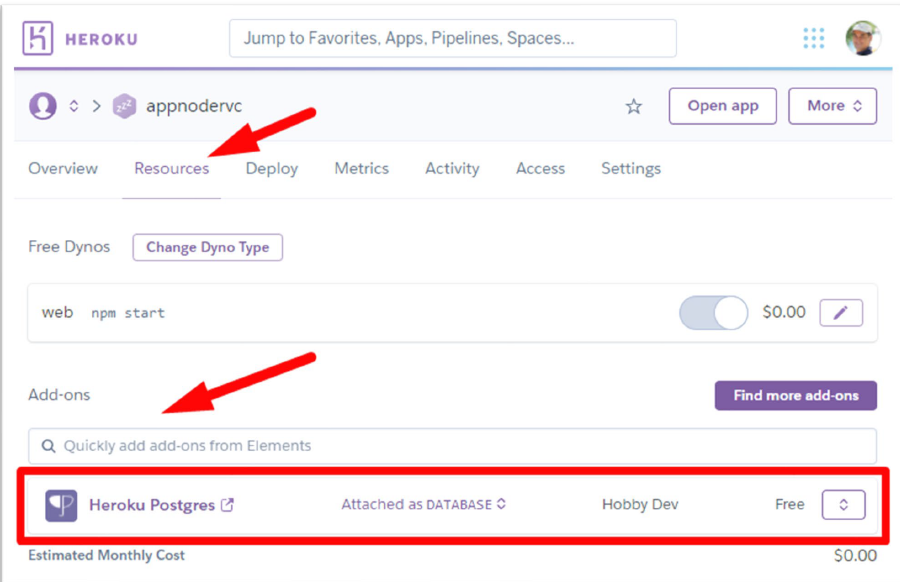 HEROKU
Jump to Favorites, Apps, Pipelines, Spaces...
appnodervc
Open app
More
Overview Resources Deploy Metrics Activity Access Settings
Free Dynos
Change Dyno Type
web npm start $0.00
Add-ons
Find more add-ons
Quickly add add-ons from Elements
Heroku Postgres Attached as DATABASE Hobby Dev Free
Estimated Monthly Cost $0.00